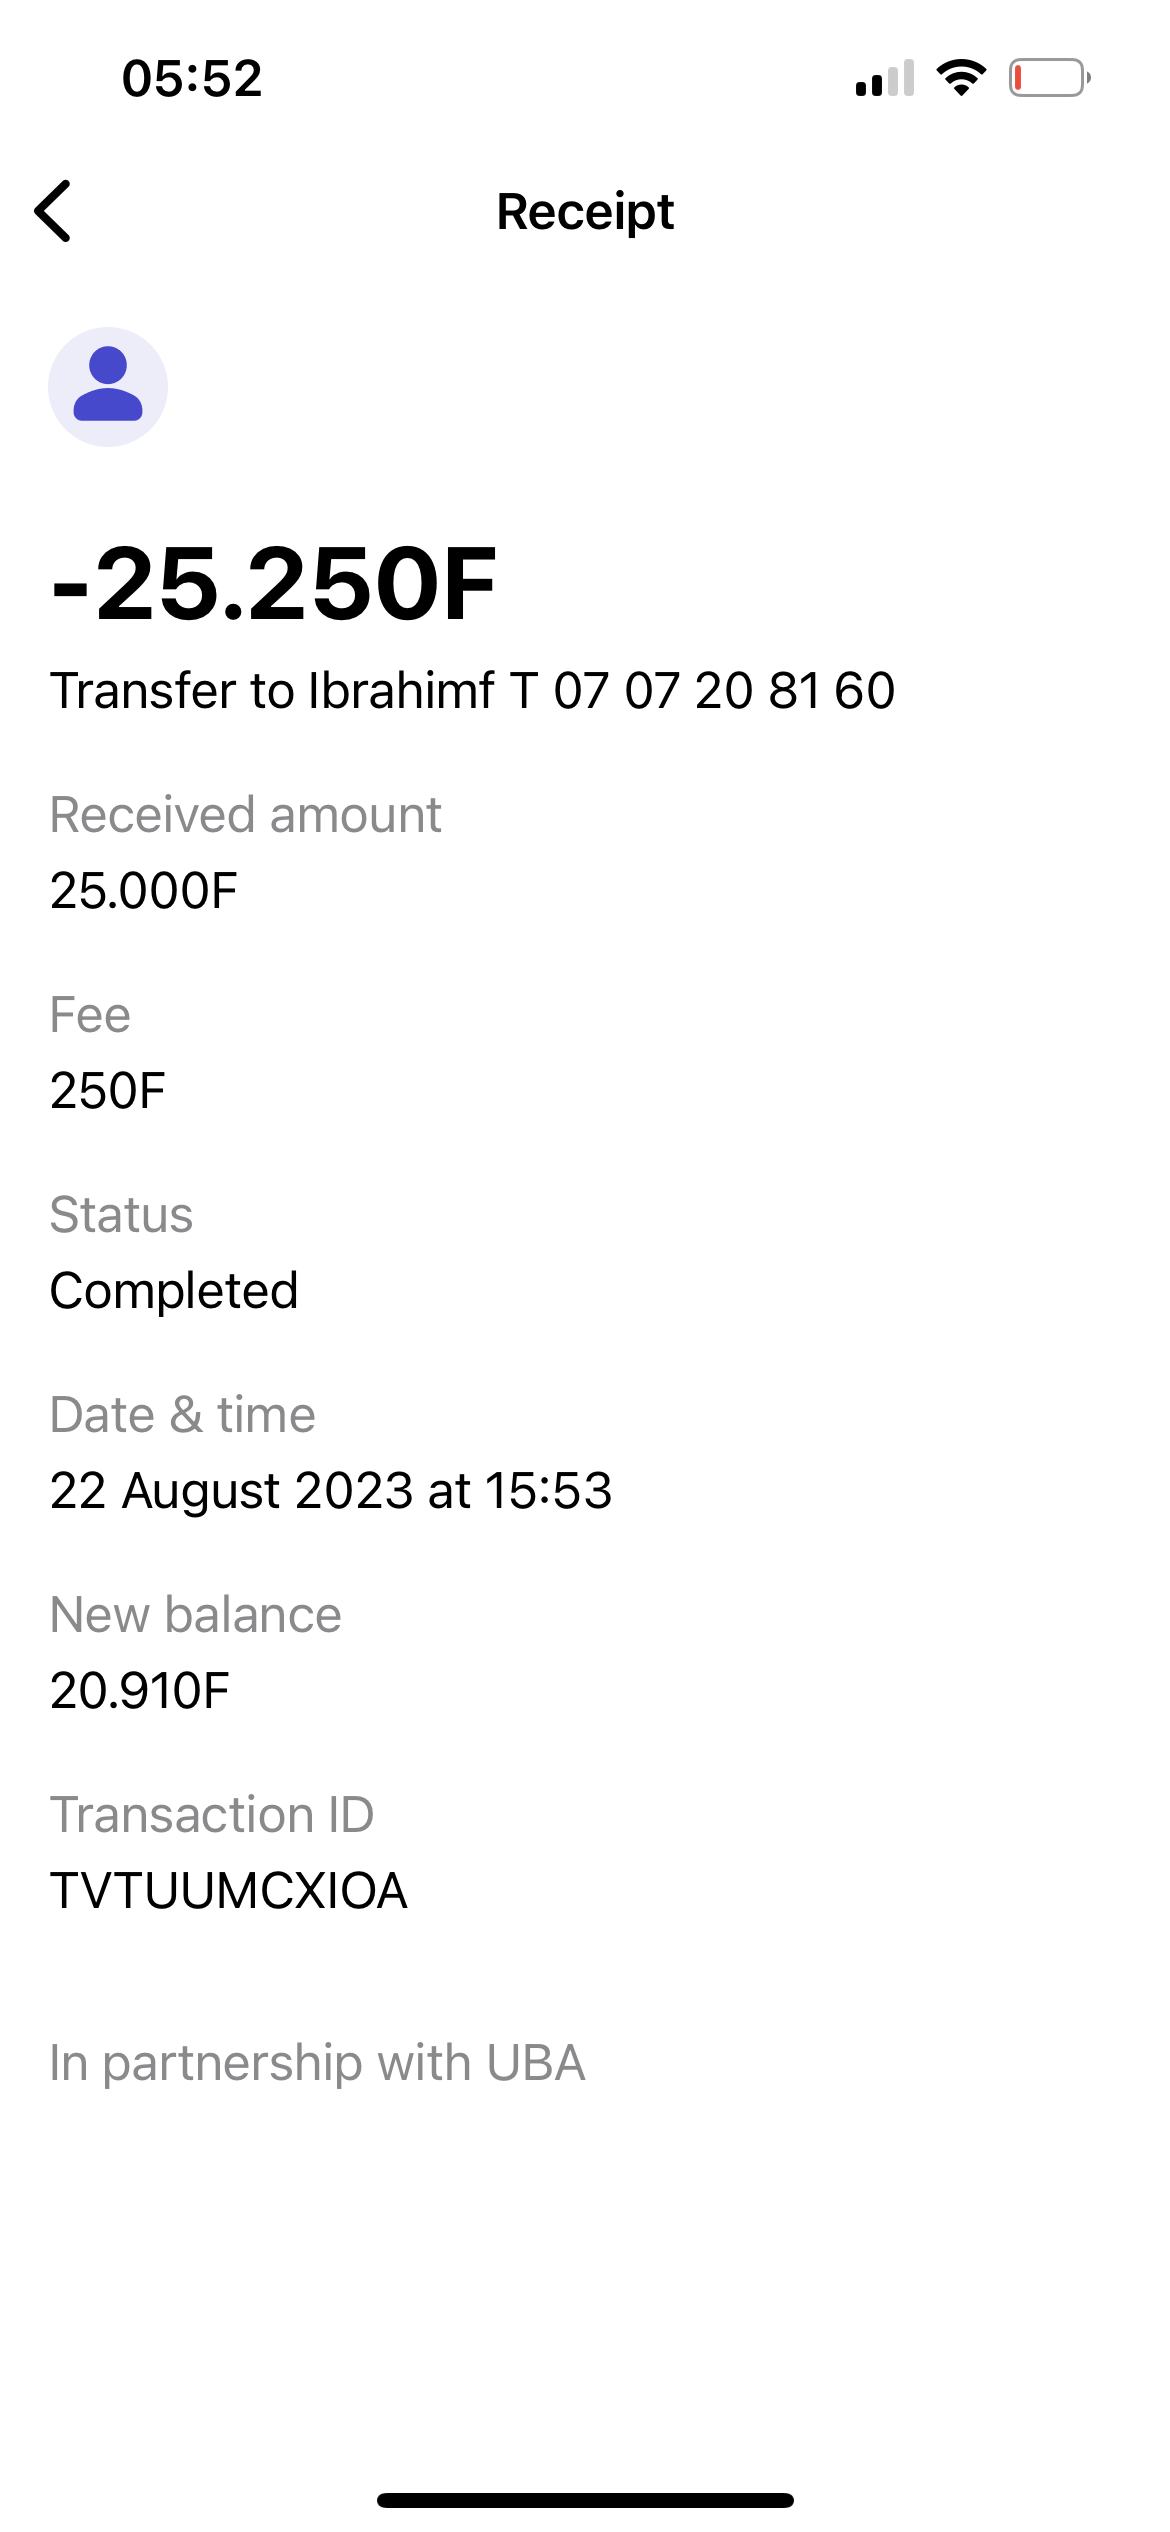 05:52
Receipt
-25.250F
Transfer to Ibrahimf T 07 07 20 81 60
Received amount
25.000F
Fee
250F
Status
Completed
Date & time
22 August 2023 at 15:53
New balance
20.910F
Transaction ID
TVTUUMCXIOA
In partnership with UBA